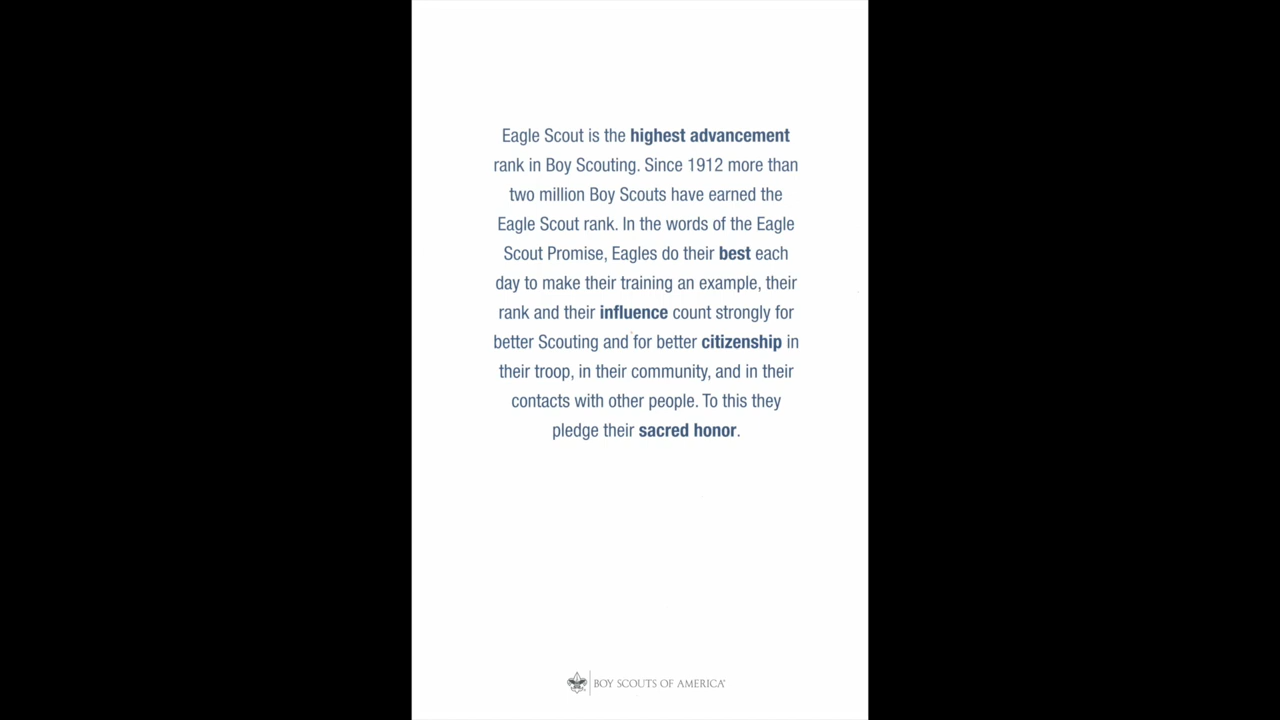 Eagle Scout is the highest advancement
rank in Boy Scouting. Since 1912 more than
two million Boy Scouts have earned the
Eagle Scout rank. In the words of the Eagle
Scout Promise, Eagles do their best each
day to make their training an example, their
rank and their influence count strongly for
better Scouting and for better citizenship in
their troop, in their community, and in their
contacts with other people. To this they
pledge their sacred honor.
BOY SCOUTS OF AMERICA®